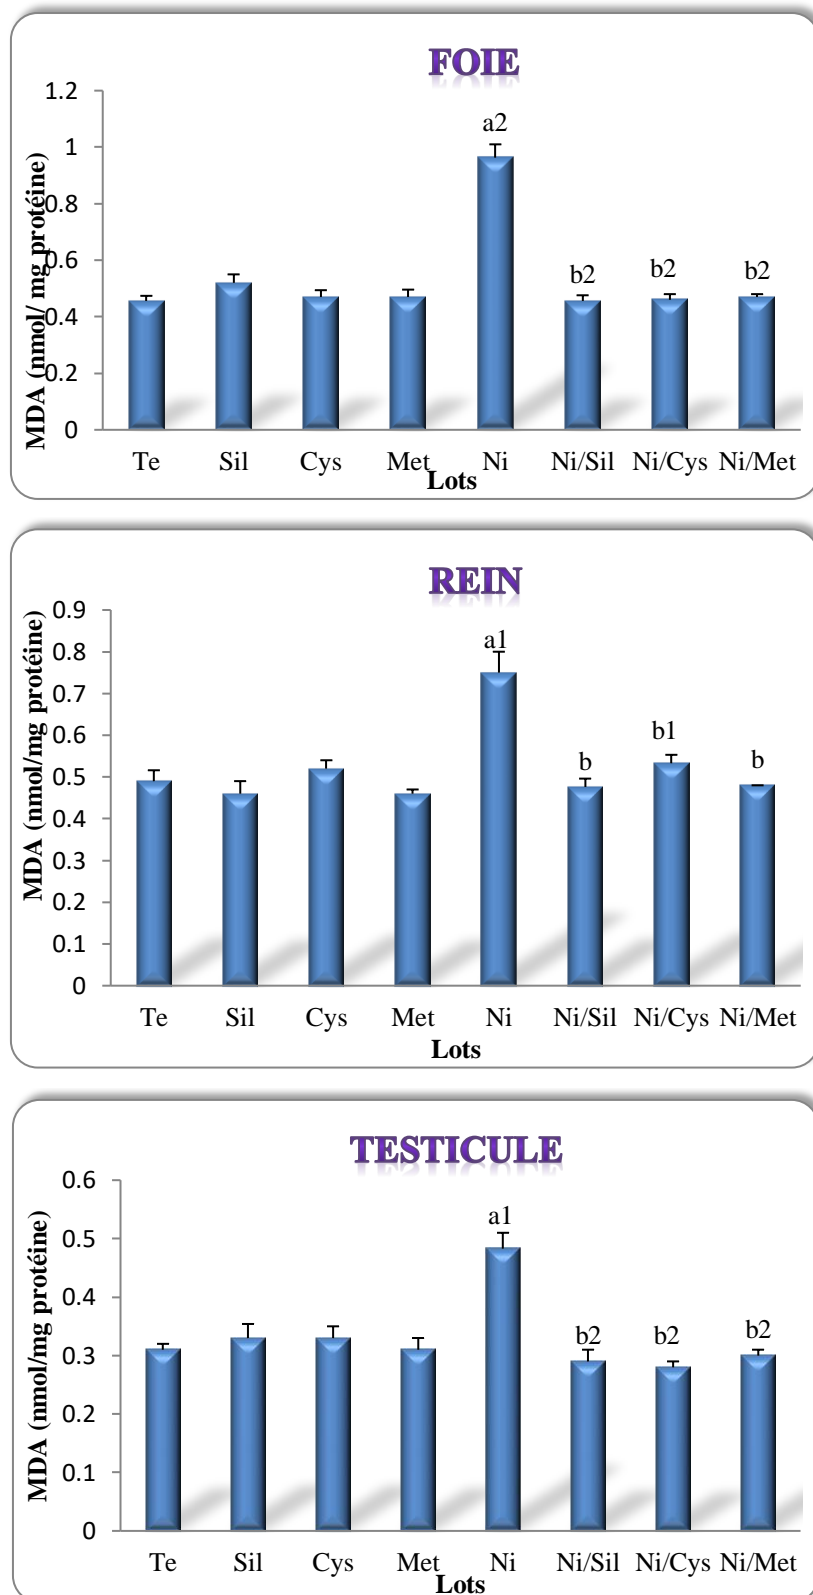 FOIE
MDA (nmol/ mg protéine)
1.2
1
0.8
0.6
0.4
0.2
0
a2
b2
b2
b2
Te Sil Cys Met Ni Ni/Sil Ni/Cys Ni/Met
Lots
REIN
MDA (nmol/mg protéine)
0.9
0.8
0.7
0.6
0.5
0.4
0.3
0.2
0.1
0
a1
b
b1
b
Te Sil Cys Met Ni Ni/Sil Ni/Cys Ni/Met
Lots
TESTICULE
MDA (nmol/mg protéine)
0.6
0.5
0.4
0.3
0.2
0.1
0
a1
b2
b2
b2
Te Sil Cys Met Ni Ni/Sil Ni/Cys Ni/Met
Lots